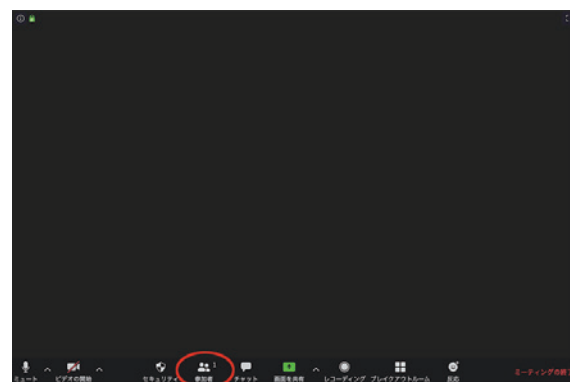 1
ミュート ビデオの開始 セキュリティ 参加者 チャット 画面を共有 レコーディング ブレイクアウトルーム 反応 ミーティングの終了